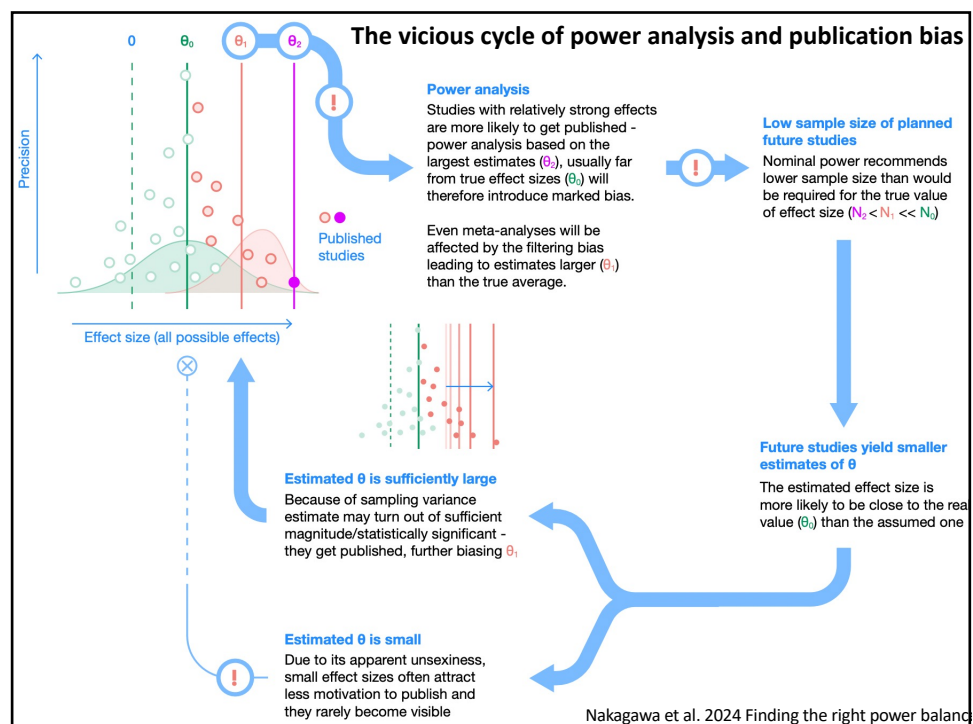 The vicious cycle of power analysis and publication bias
0
θ₀
θ₁
θ₂
Precision
Effect size (all possible effects)
Published
studies
!
Power analysis
Studies with relatively strong effects
are more likely to get published -
power analysis based on the
largest estimates (θ₂), usually far
from true effect sizes (θ₀) will
therefore introduce marked bias.
Even meta-analyses will be
affected by the filtering bias
leading to estimates larger (θ₁)
than the true average.
!
Low sample size of planned
future studies
Nominal power recommends
lower sample size than would
be required for the true value
of effect size (N₂ < N₁ << N₀)
Future studies yield smaller
estimates of θ
The estimated effect size is
more likely to be close to the real
value (θ₀) than the assumed one
Estimated θ is sufficiently large
Because of sampling variance
estimate may turn out of sufficient
magnitude/statistically significant -
they get published, further biasing θ₁
Estimated θ is small
Due to its apparent unsexiness,
small effect sizes often attract
less motivation to publish and
they rarely become visible
!
Nakagawa et al. 2024 Finding the right power balanc